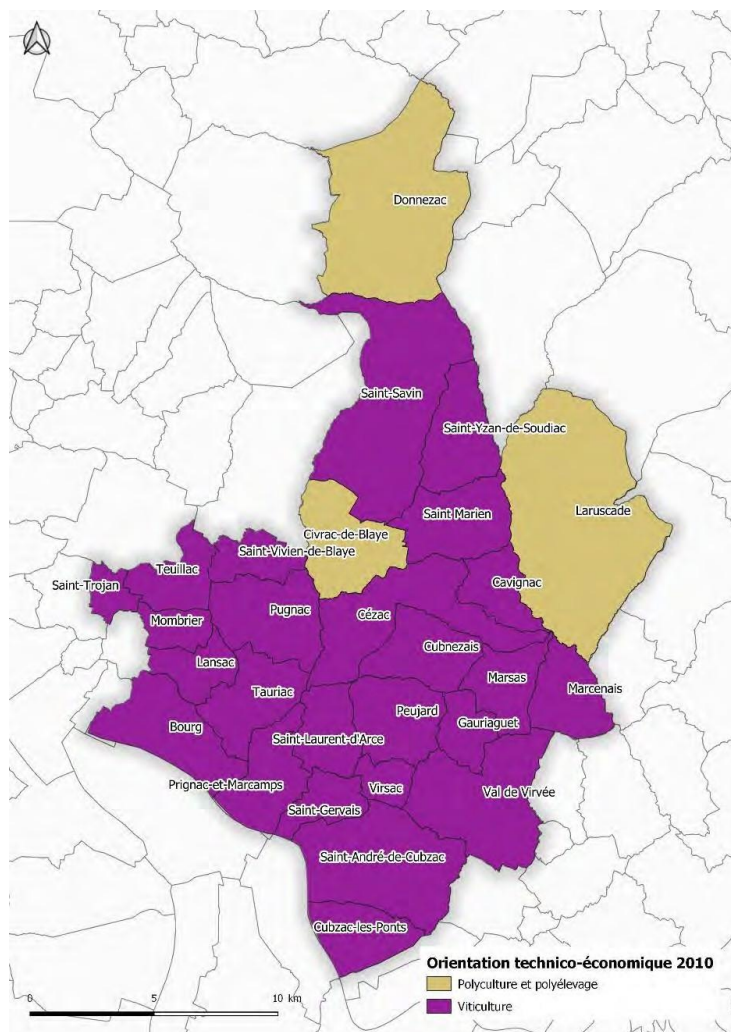 Donnezac
Saint-Savin
Saint-Yzan-de-Soudiac
Laruscade
Saint Marien
Civrac-de-Blaye
Saint-Vivien-de-Blaye
Teuillac
Saint-Trojan
Cavignac
Pugnac
Cézac
Mombrier
Cubnezais
Lansac
Marsas
Marcenais
Tauriac
Peujard
Gauriaguet
Bourg
Saint-Laurent-d'Arce
Prignac-et-Marcamps
Virsac
Val de Virvée
Saint-Gervais
Saint-André-de-Cubzac
Cubzac-les-Ponts
Orientation technico-économique 2010
Polyculture et polyélevage
Viticulture
0 5 10 km